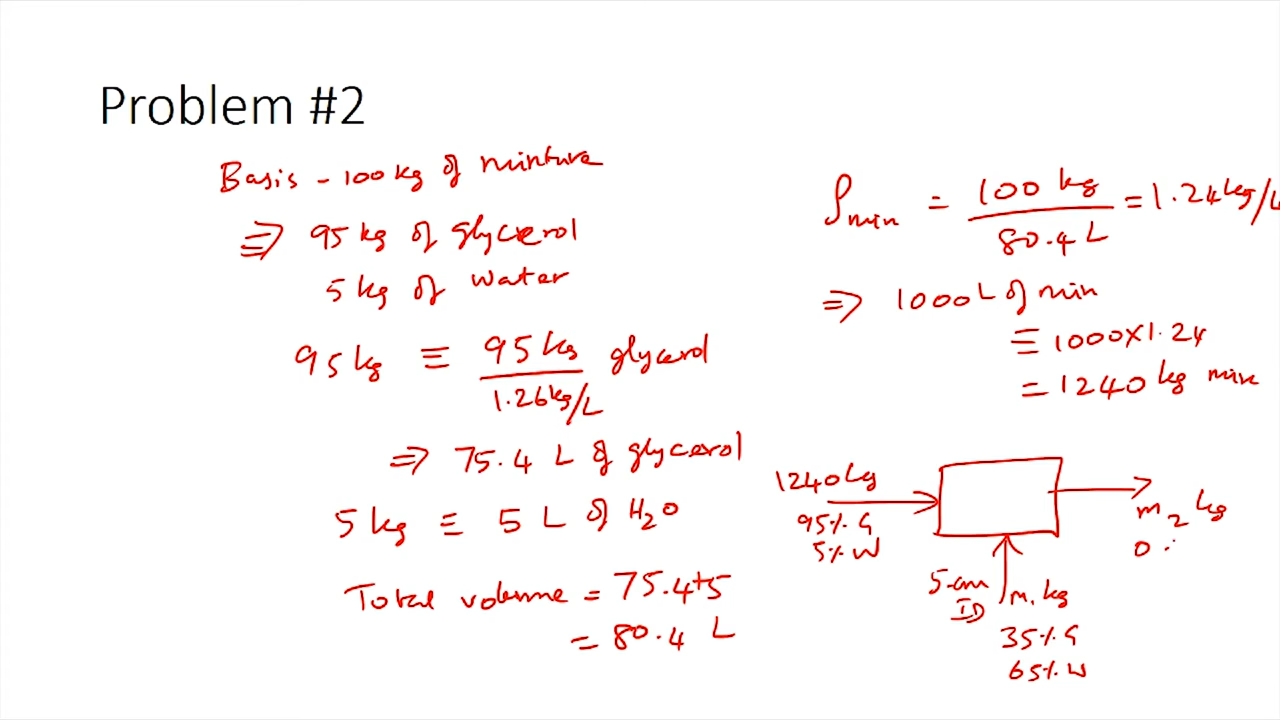 Problem #2
Basis - 100 kg of mixture
⇒ 95 kg of glycerol
5 kg of water
95 kg ≡ 95 kg / 1.26 kg/L glycerol
⇒ 75.4 L of glycerol
5 kg ≡ 5 L of H2O
Total volume = 75.4+5
= 80.4 L
ρmix = 100 kg / 80.4 L = 1.24 kg/L
⇒ 1000 L of mix
≡ 1000×1.24
= 1240 kg mix
1240 kg
95% G
5% W
5 cm
ID
m1 kg
35% G
65% W
m2 kg
0.